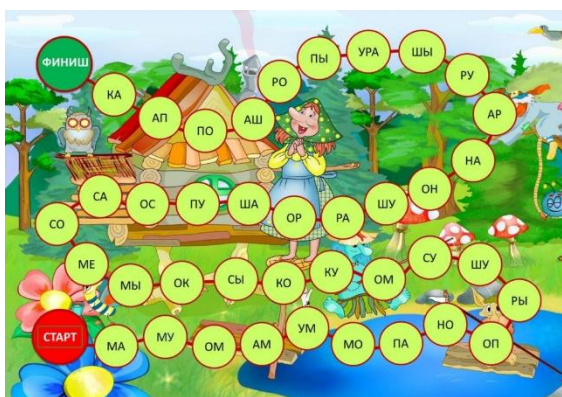 СТАРТ
МА
МУ
ОМ
АМ
УМ
МО
ПА
НО
ОП
РЫ
ШУ
СУ
ОМ
КУ
КО
СЫ
ОК
МЫ
МЕ
СО
СА
ОС
ПУ
ША
ОР
РА
ШУ
ОН
НА
АР
РУ
ШЫ
УРА
ПЫ
РО
АШ
ПО
АП
КА
ФИНИШ